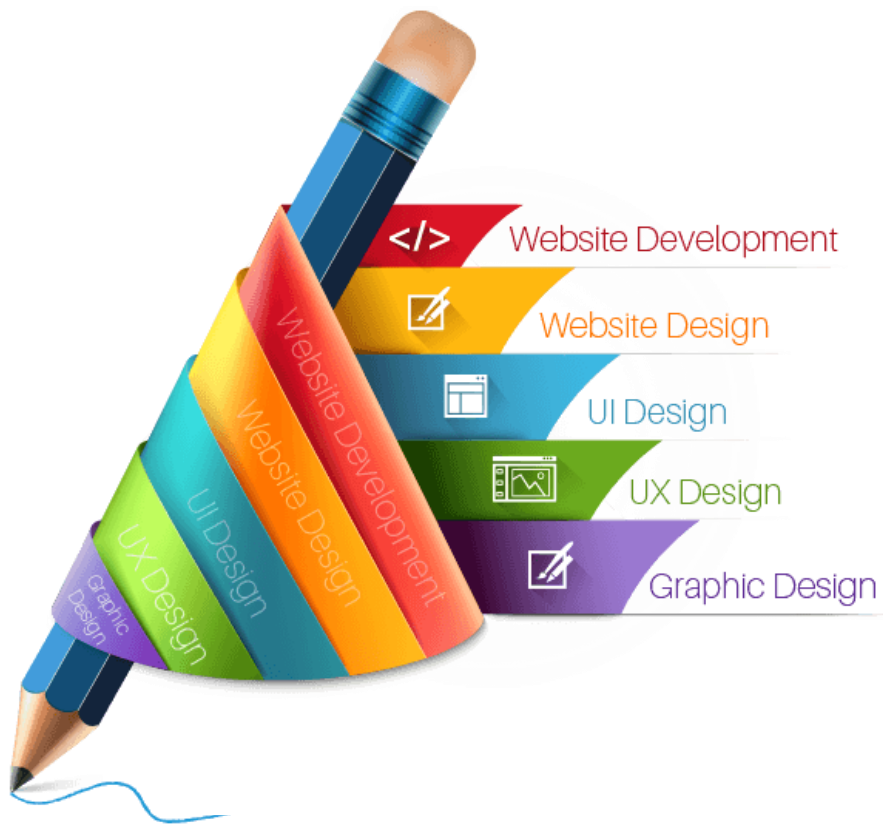 </>
Website Development
Website Design
UI Design
UX Design
Graphic Design
Website Development
Website Design
UI Design
UX Design
Graphic
Design